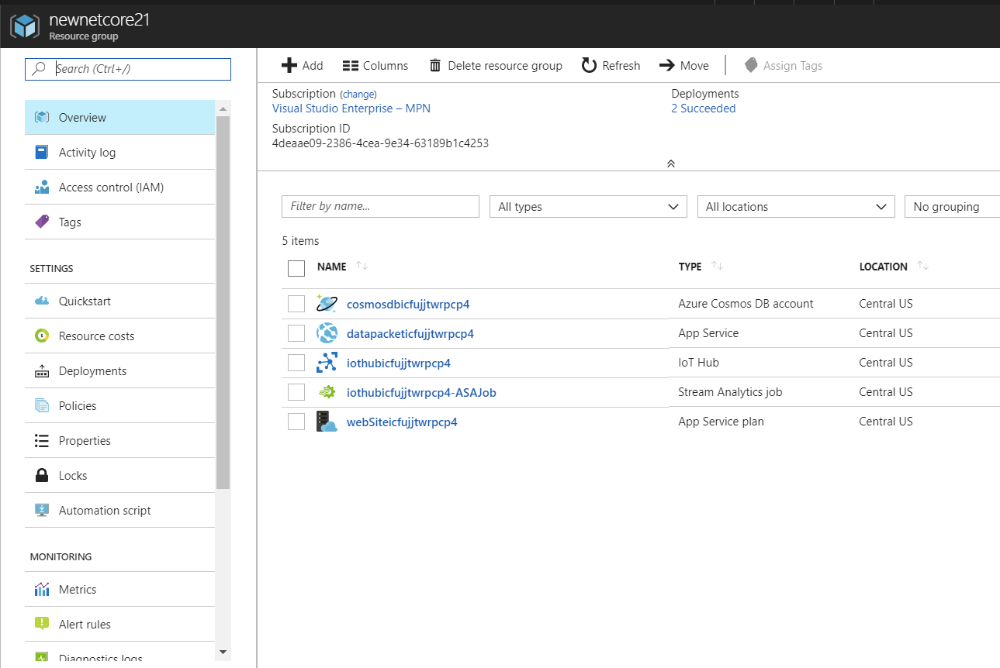 newnetcore21
Resource group
Search (Ctrl+/)
Overview
Activity log
Access control (IAM)
Tags
SETTINGS
Quickstart
Resource costs
Deployments
Policies
Properties
Locks
Automation script
MONITORING
Metrics
Alert rules
Diagnostics logs
Add Columns Delete resource group Refresh Move Assign Tags
Subscription (change) Deployments
Visual Studio Enterprise – MPN 2 Succeeded
Subscription ID
4deaae09-2386-4cea-9e34-63189b1c4253
Filter by name... All types All locations No grouping
5 items
NAME TYPE LOCATION
cosmosdbicfujjtwrpcp4 Azure Cosmos DB account Central US
datapacketicfujjtwrpcp4 App Service Central US
iothubicfujjtwrpcp4 IoT Hub Central US
iothubicfujjtwrpcp4-ASAJob Stream Analytics job Central US
webSiteicfujjtwrpcp4 App Service plan Central US